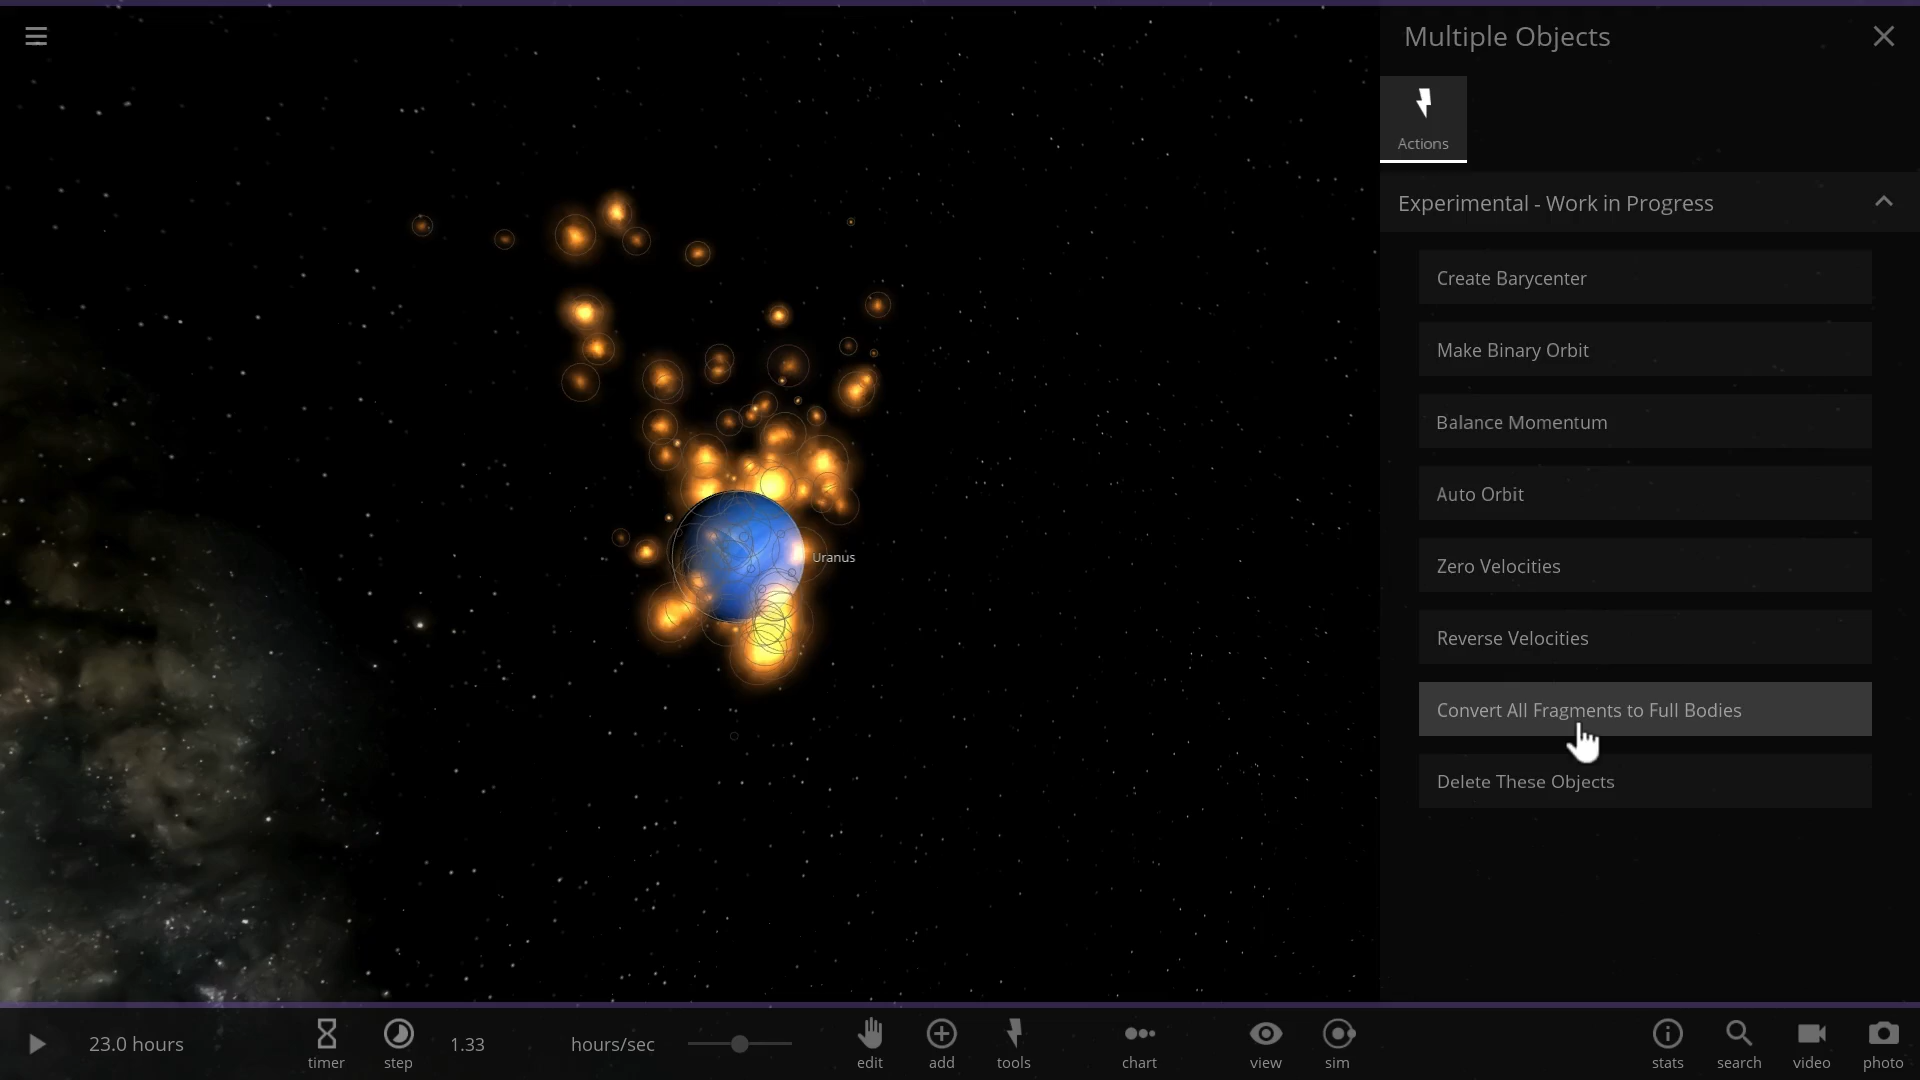 Multiple Objects
Actions
Experimental - Work in Progress
Create Barycenter
Make Binary Orbit
Balance Momentum
Auto Orbit
Zero Velocities
Reverse Velocities
Convert All Fragments to Full Bodies
Delete These Objects
Uranus
23.0 hours
timer
step
1.33
hours/sec
edit
add
tools
chart
view
sim
stats
search
video
photo